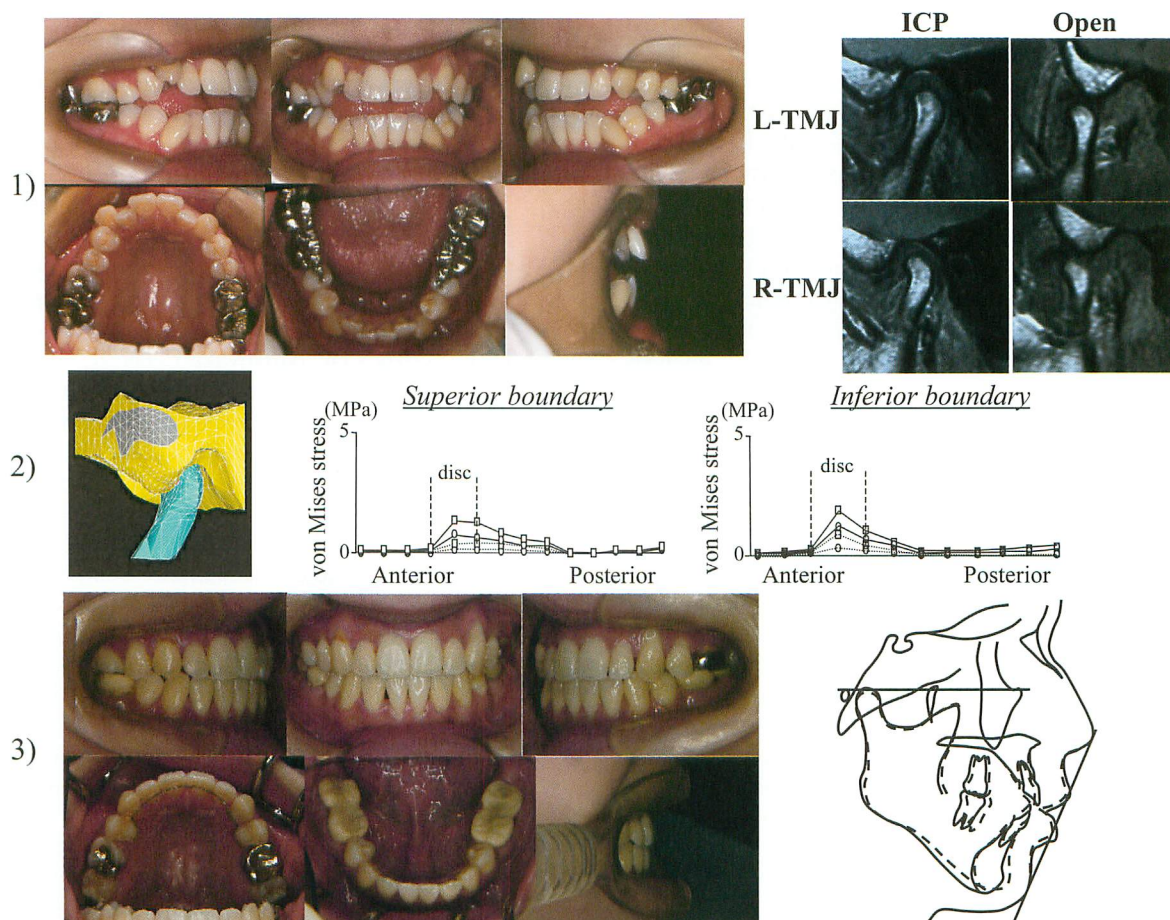 ICP Open
L-TMJ
1)
R-TMJ
2)
Superior boundary
(MPa)
5
von Mises stress
disc
0
Anterior Posterior
Inferior boundary
(MPa)
5
von Mises stress
disc
0
Anterior Posterior
3)